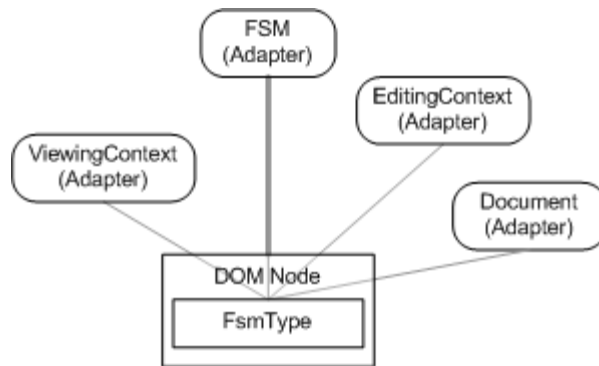 FSM
(Adapter)
EditingContext
(Adapter)
ViewingContext
(Adapter)
Document
(Adapter)
DOM Node
FsmType